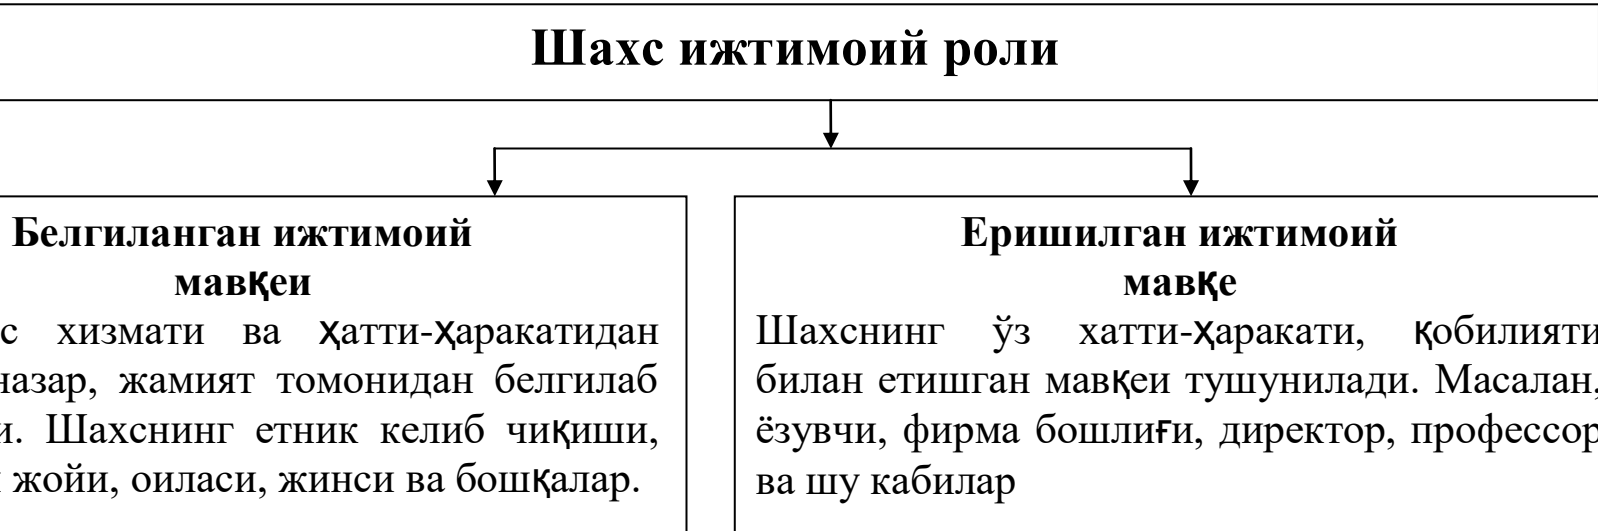 Шахс ижтимоий роли
Белгиланган ижтимоий
мавқеи
с хизмати ва ҳатти-ҳаракатидан
назар, жамият томонидан белгилаб
и. Шахснинг етник келиб чиқиши,
жойи, оиласи, жинси ва бошқалар.
Еришилган ижтимоий
мавқе
Шахснинг ўз хатти-ҳаракати, қобилияти
билан етишган мавқеи тушунилади. Масалан,
ёзувчи, фирма бошлиғи, директор, профессор
ва шу кабилар